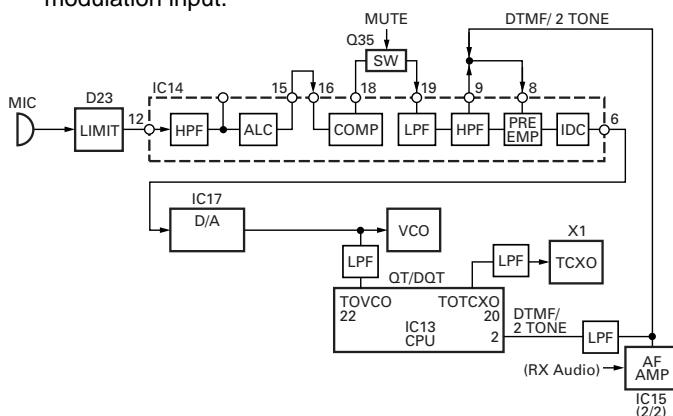 modulation input.
MUTE
DTMF/ 2 TONE
Q35
SW
IC14
15
16
18
19
9
8
MIC
D23
LIMIT
12
HPF
ALC
COMP
LPF
HPF
PRE
EMP
IDC
6
IC17
D/A
VCO
X1
LPF
QT/DQT
LPF
TCXO
TOVCO
22
TOTCXO
20
IC13
CPU
2
DTMF/
2 TONE
LPF
(RX Audio)
AF
AMP
IC15
(2/2)